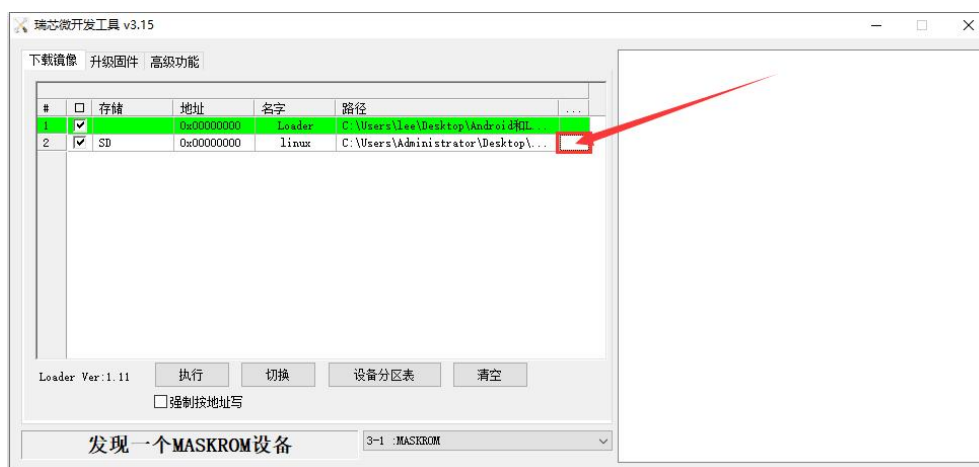 瑞芯微开发工具 v3.15
下载镜像 升级固件 高级功能
# 存储 地址 名字 路径 ...
1 0x00000000 Loader C:\Users\lee\Desktop\Android和L...
2 SD 0x00000000 linux C:\Users\Administrator\Desktop\...
Loader Ver:1.11 执行 切换 设备分区表 清空
强制按地址写
发现一个MASKROM设备 3-1 :MASKROM